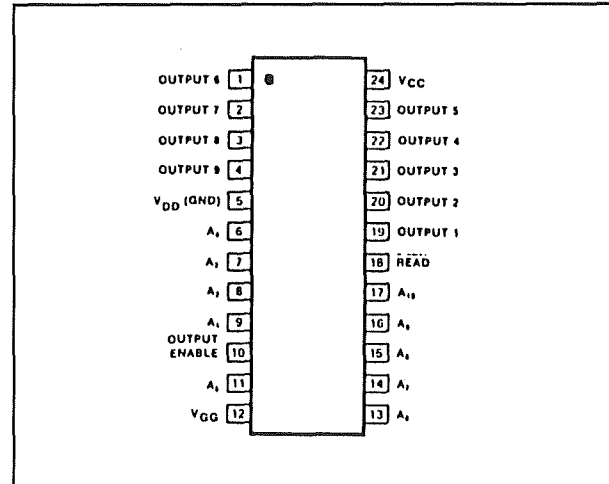 OUTPUT 6 1 24 VCC
OUTPUT 7 2 23 OUTPUT 5
OUTPUT 8 3 22 OUTPUT 4
OUTPUT 9 4 21 OUTPUT 3
VDD (GND) 5 20 OUTPUT 2
6 19 OUTPUT 1
7 18 READ
8 17 A₁₀
9 16
OUTPUT
ENABLE 10 15
11 14 A₇
VGG 12 13